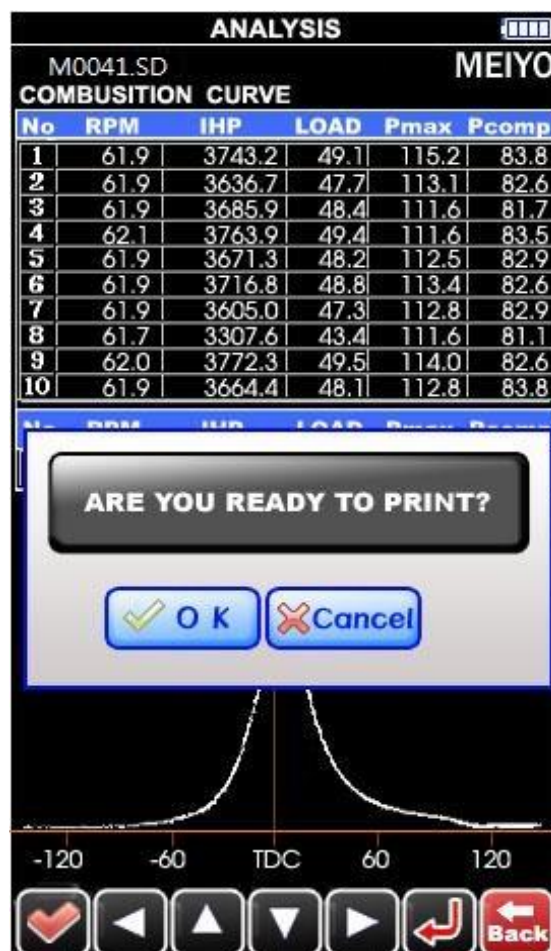 ANALYSIS
M0041.SD MEIYO
COMBUSITION CURVE
No RPM IHP LOAD Pmax Pcomp
1 61.9 3743.2 49.1 115.2 83.8
2 61.9 3636.7 47.7 113.1 82.6
3 61.9 3685.9 48.4 111.6 81.7
4 62.1 3763.9 49.4 111.6 83.5
5 61.9 3671.3 48.2 112.5 82.9
6 61.9 3716.8 48.8 113.4 82.6
7 61.9 3605.0 47.3 112.8 82.9
8 61.7 3307.6 43.4 111.6 81.1
9 62.0 3772.3 49.5 114.0 82.6
10 61.9 3664.4 48.1 112.8 83.8
No RPM IHP LOAD Pmax Pcomp
ARE YOU READY TO PRINT?
O K Cancel
-120 -60 TDC 60 120
Back